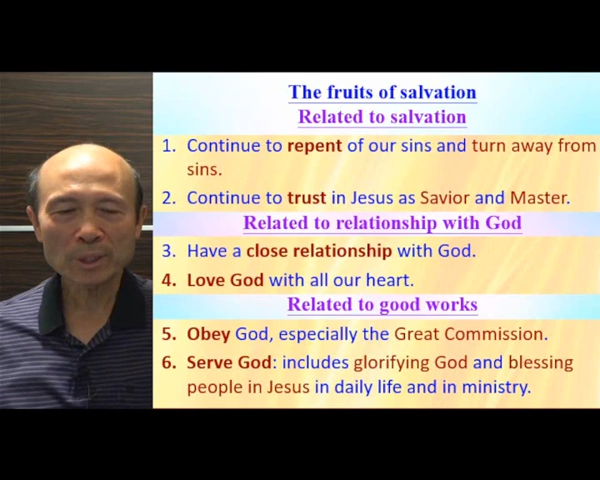 The fruits of salvation
Related to salvation
1. Continue to repent of our sins and turn away from
sins.
2. Continue to trust in Jesus as Savior and Master.
Related to relationship with God
3. Have a close relationship with God.
4. Love God with all our heart.
Related to good works
5. Obey God, especially the Great Commission.
6. Serve God: includes glorifying God and blessing
people in Jesus in daily life and in ministry.